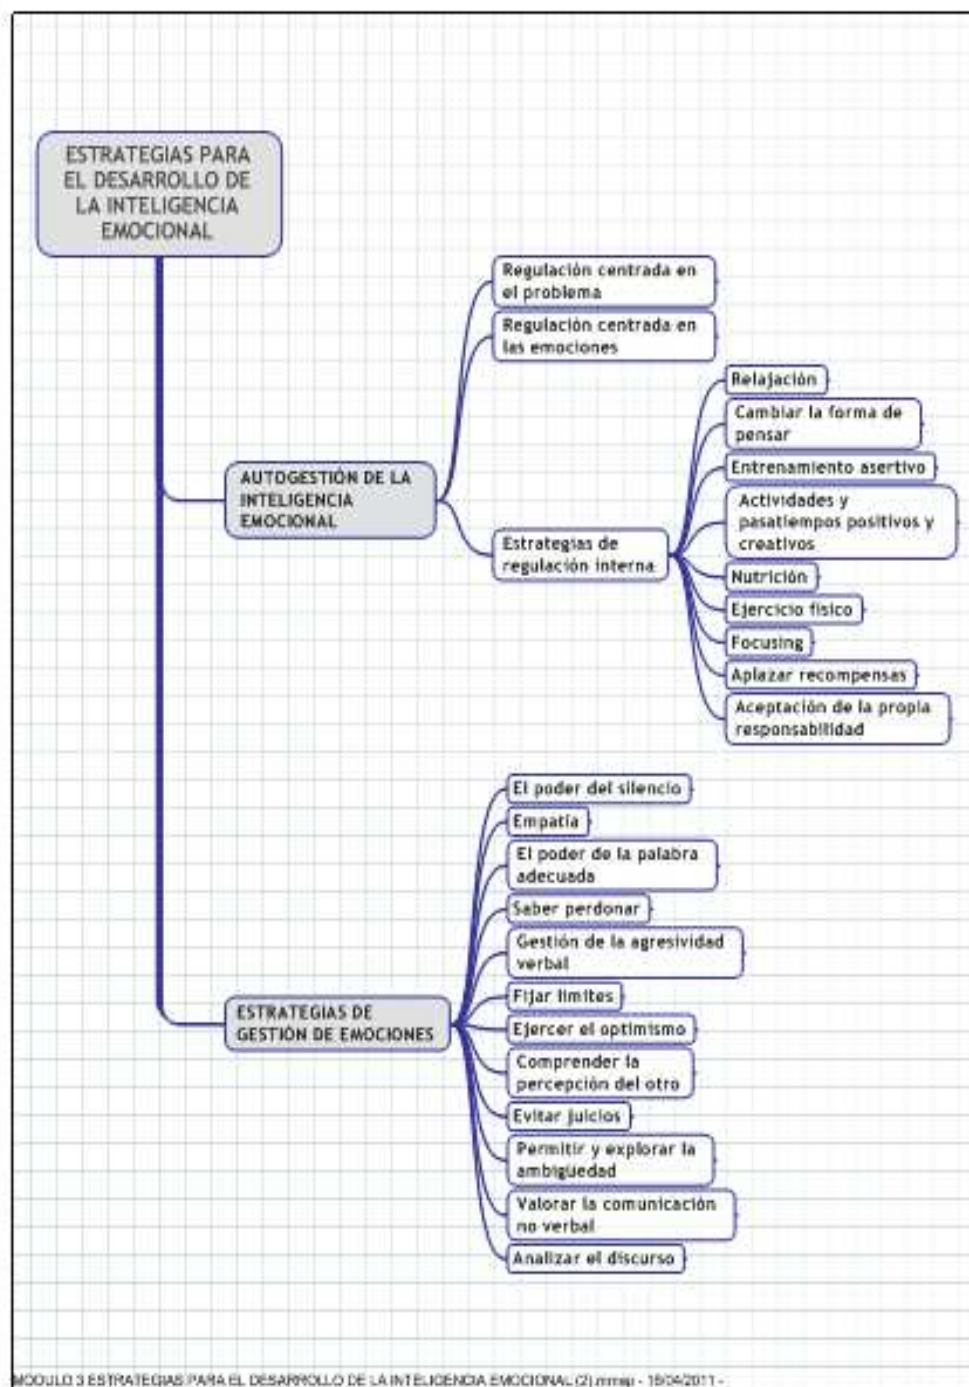 ESTRATEGIAS PARA
EL DESARROLLO DE
LA INTELIGENCIA
EMOCIONAL
AUTOGESTIÓN DE LA
INTELIGENCIA
EMOCIONAL
Regulación centrada en
el problema
Regulación centrada en
las emociones
Estrategias de
regulación interna
Relajación
Cambiar la forma de
pensar
Entrenamiento asertivo
Actividades y
pasatiempos positivos y
creativos
Nutrición
Ejercicio físico
Focusing
Aplazar recompensas
Aceptación de la propia
responsabilidad
ESTRATEGIAS DE
GESTIÓN DE EMOCIONES
El poder del silencio
Empatía
El poder de la palabra
adecuada
Saber perdonar
Gestión de la agresividad
verbal
Fijar límites
Ejercer el optimismo
Comprender la
percepción del otro
Evitar juicios
Permitir y explorar la
ambigüedad
Valorar la comunicación
no verbal
Analizar el discurso
MODULO 3 ESTRATEGIAS PARA EL DESARROLLO DE LA INTELIGENCIA EMOCIONAL (2).mmap - 18/04/2011 -